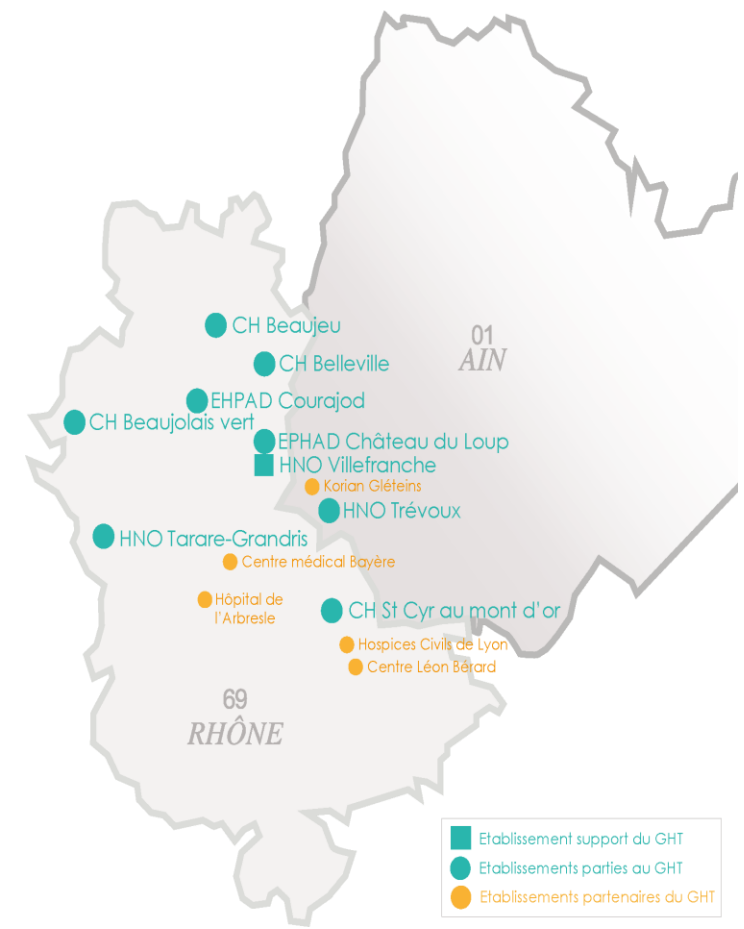 CH Beaujeu
01
AIN
CH Belleville
EHPAD Courajod
CH Beaujolais vert
EPHAD Château du Loup
HNO Villefranche
Korian Gléteins
HNO Trévoux
HNO Tarare-Grandris
Centre médical Bayère
Hôpital de
l'Arbresle
CH St Cyr au mont d'or
Hospices Civils de Lyon
Centre Léon Bérard
69
RHÔNE
Etablissement support du GHT
Etablissements parties au GHT
Etablissements partenaires du GHT